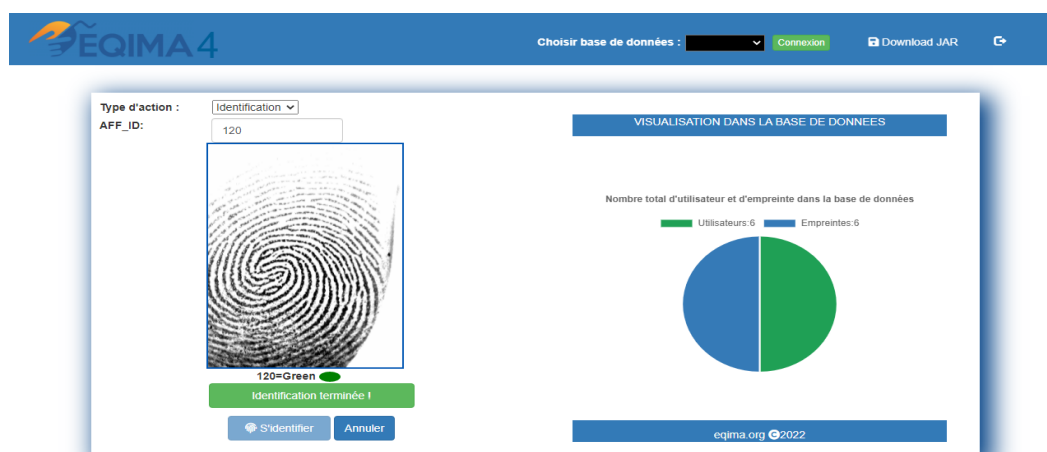 ẼQIMA 4
Choisir base de données : Connexion Download JAR
Type d'action : Identification
AFF_ID: 120
120=Green
Identification terminée !
S'identifier Annuler
VISUALISATION DANS LA BASE DE DONNEES
Nombre total d'utilisateur et d'empreinte dans la base de données
Utilisateurs:6 Empreintes:6
eqima.org ©2022